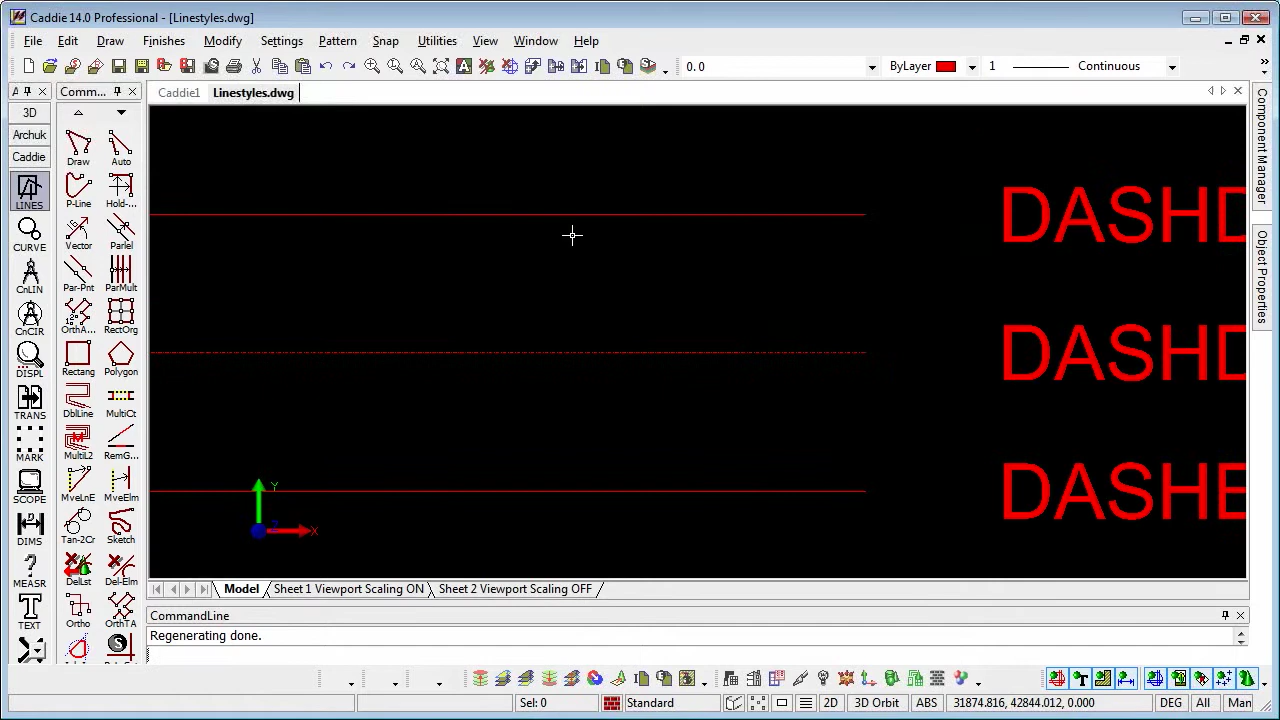 Caddie 14.0 Professional - [Linestyles.dwg]
File Edit Draw Finishes Modify Settings Pattern Snap Utilities View Window Help
0.0 ByLayer 1 Continuous
A Comm... Caddie1 Linestyles.dwg
3D
Archuk
Caddie
LINES
CURVE
CnLIN
CnCIR
DISPL
TRANS
MARK
SCOPE
DIMS
MEASR
TEXT
Draw Auto
P-Line Hold-...
Vector Parlel
Par-Pnt ParMult
OrthA... RectOrg
Rectang Polygon
DblLine MultiCt
MultiL2 RemG...
MveLnE MveElm
Tan-2Cr Sketch
DelLst Del-Elm
Ortho OrthTA
DASHD
DASHD
DASHE
Y
Z X
Component Manager
Object Properties
Model Sheet 1 Viewport Scaling ON Sheet 2 Viewport Scaling OFF
CommandLine
Regenerating done.
Sel: 0 Standard 2D 3D Orbit ABS 31874.816, 42844.612, 0.000 DEG All Man